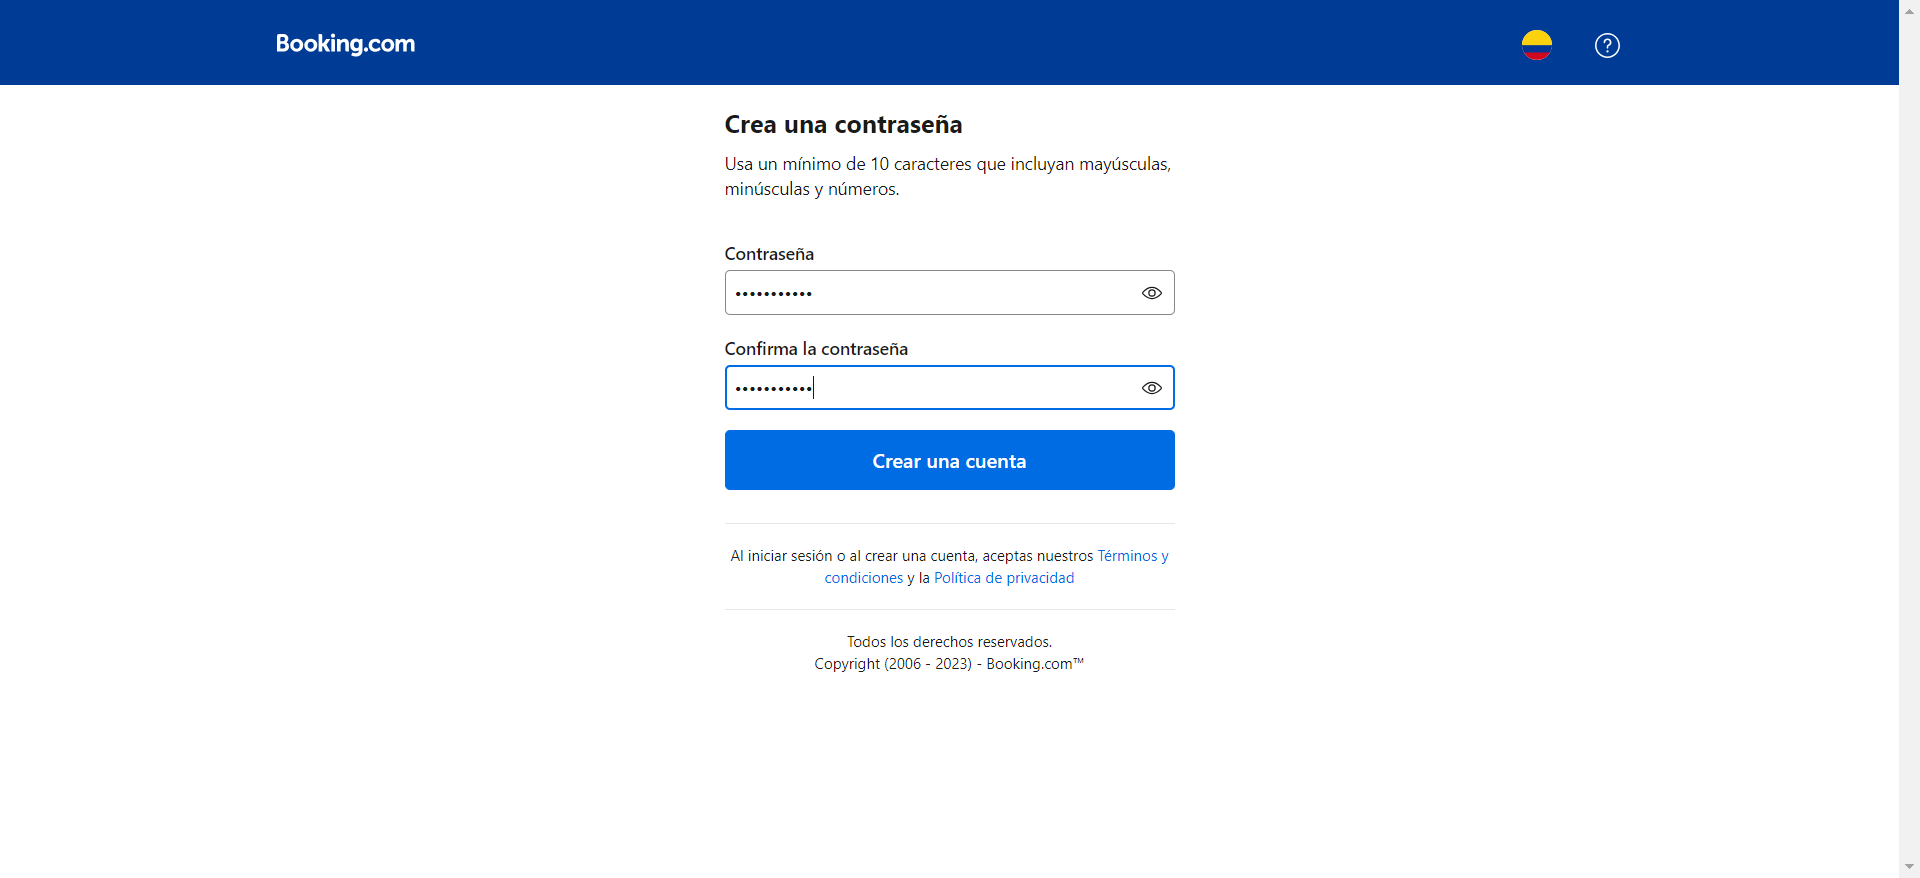 Booking.com
?
Crea una contraseña
Usa un mínimo de 10 caracteres que incluyan mayúsculas,
minúsculas y números.
Contraseña
•••••••••••
Confirma la contraseña
•••••••••••
Crear una cuenta
Al iniciar sesión o al crear una cuenta, aceptas nuestros Términos y
condiciones y la Política de privacidad
Todos los derechos reservados.
Copyright (2006 - 2023) - Booking.com™